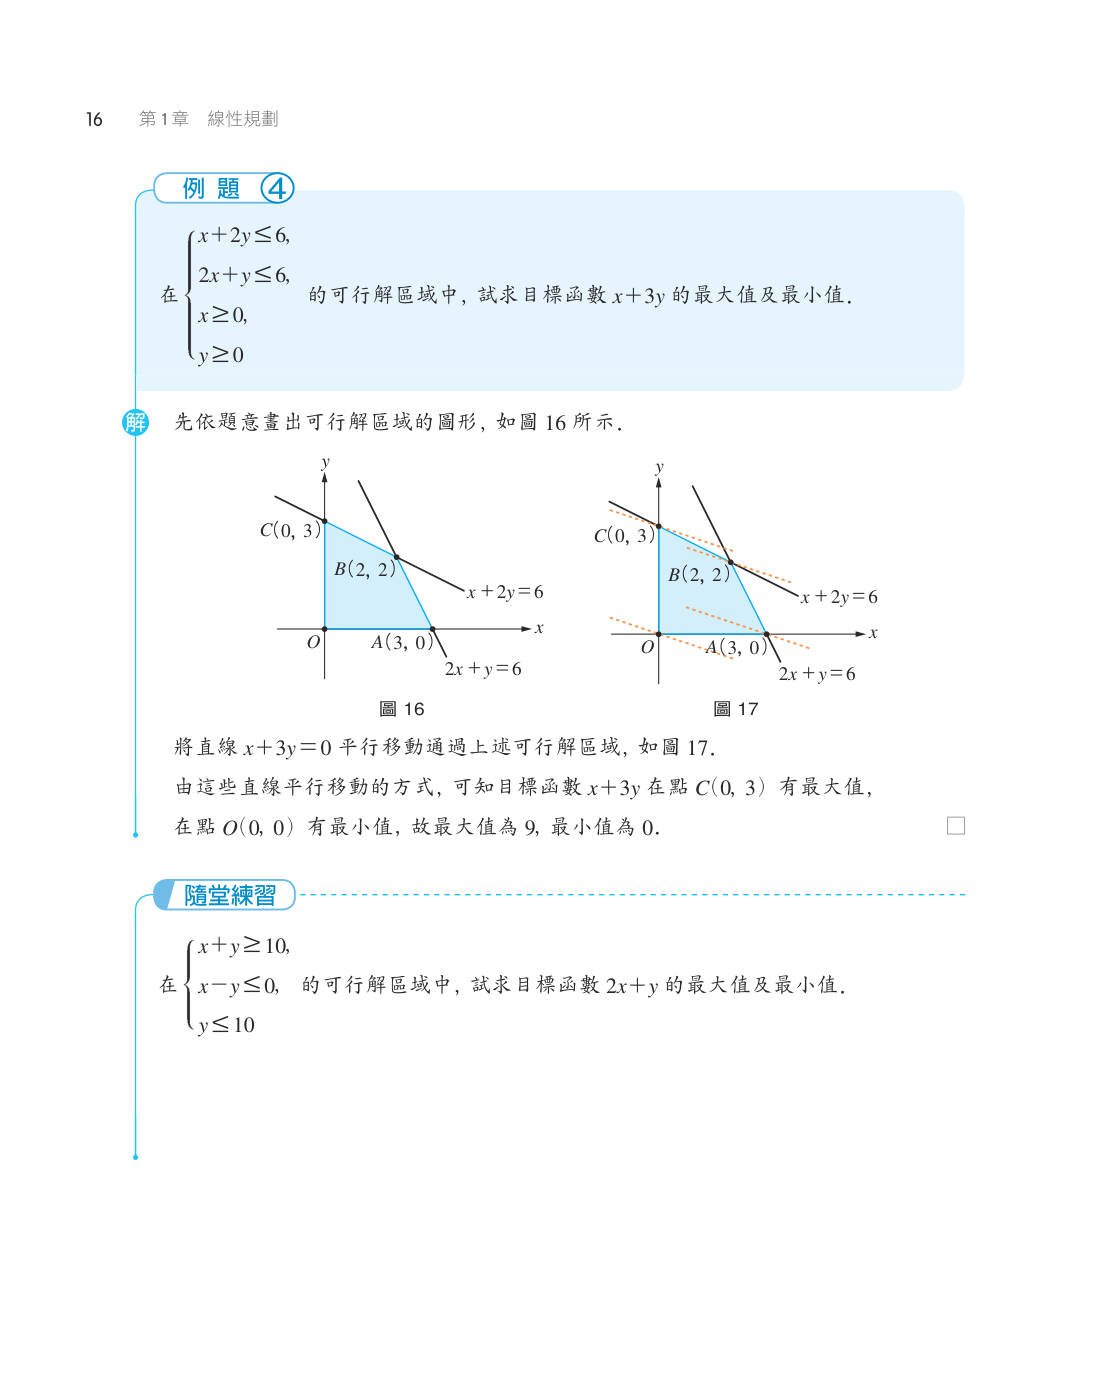 16 第1章 線性規劃
例題 ④
x+2y≤6,
2x+y≤6,
在 的可行解區域中, 試求目標函數 x+3y 的最大值及最小值.
x≥0,
y≥0
解 先依題意畫出可行解區域的圖形, 如圖 16 所示.
y
C(0, 3)
B(2, 2)
x+2y=6
x
O
A(3, 0)
2x+y=6
圖 16
y
C(0, 3)
B(2, 2)
x+2y=6
x
O
A(3, 0)
2x+y=6
圖 17
將直線 x+3y=0 平行移動通過上述可行解區域, 如圖 17.
由這些直線平行移動的方式, 可知目標函數 x+3y 在點 C(0, 3) 有最大值,
在點 O(0, 0) 有最小值, 故最大值為 9, 最小值為 0.
隨堂練習
x+y≥10,
在 x−y≤0, 的可行解區域中, 試求目標函數 2x+y 的最大值及最小值.
y≤10